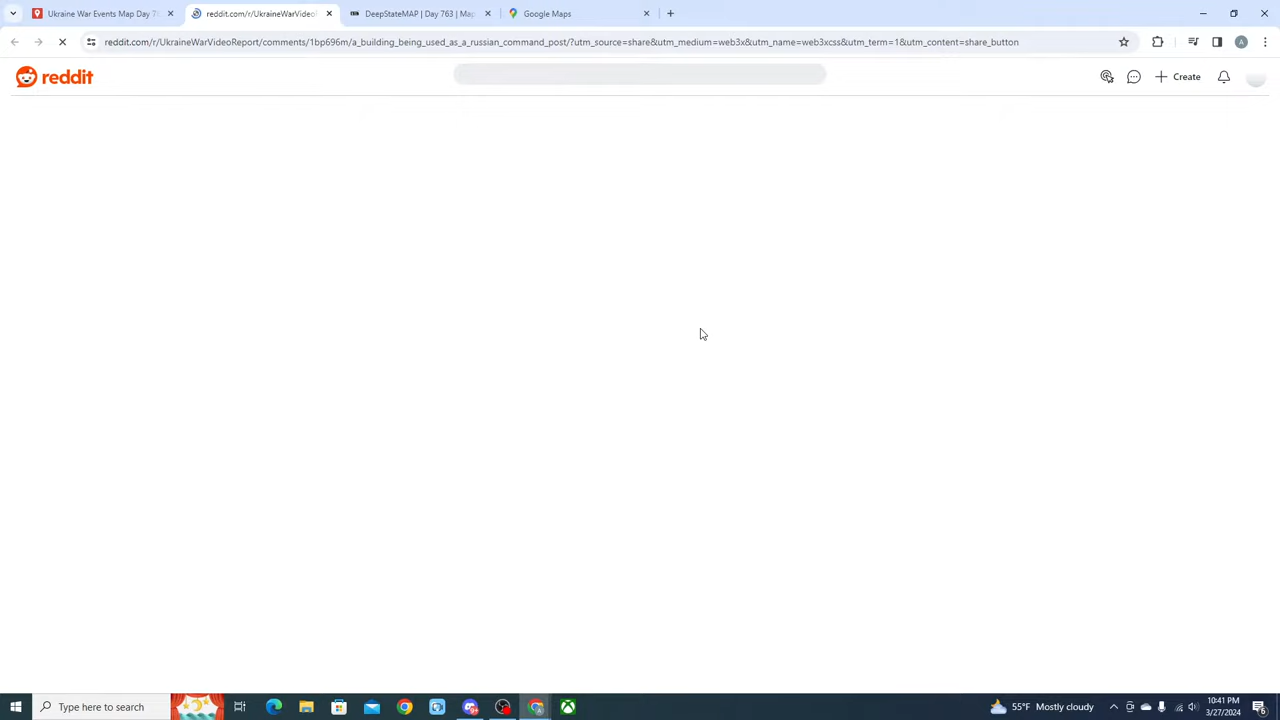 Ukraine War Events Map Day 7
reddit.com/r/UkraineWarVideo
DeepStateMAP | Day 763 | Ma
Google Maps
reddit.com/r/UkraineWarVideoReport/comments/1bp696m/a_building_being_used_as_a_russian_command_post/?utm_source=share&utm_medium=web3x&utm_name=web3xcss&utm_term=1&utm_content=share_button
A
reddit
Create
Type here to search
55°F Mostly cloudy
10:41 PM
3/27/2024